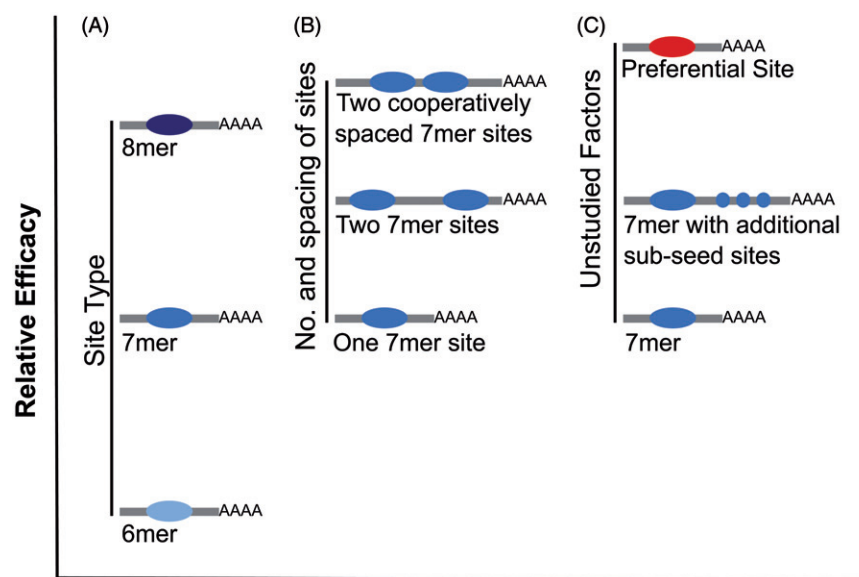 Relative Efficacy
(A)
Site Type
AAAA
8mer
AAAA
7mer
AAAA
6mer
(B)
No. and spacing of sites
AAAA
Two cooperatively
spaced 7mer sites
AAAA
Two 7mer sites
AAAA
One 7mer site
(C)
Unstudied Factors
AAAA
Preferential Site
AAAA
7mer with additional
sub-seed sites
AAAA
7mer